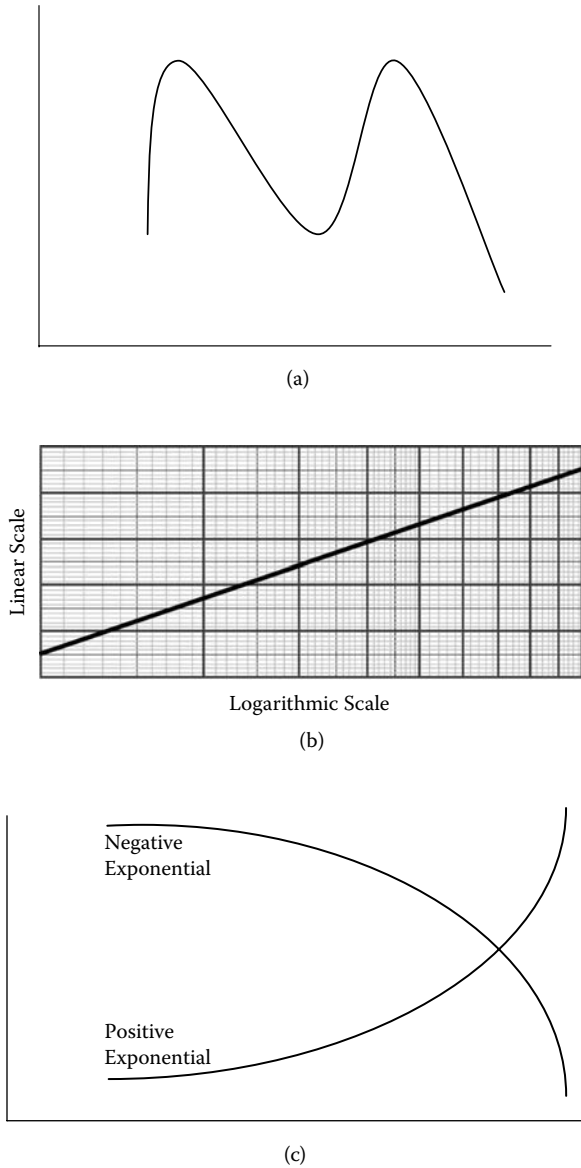 (a)
Linear Scale
Logarithmic Scale
(b)
Negative
Exponential
Positive
Exponential
(c)